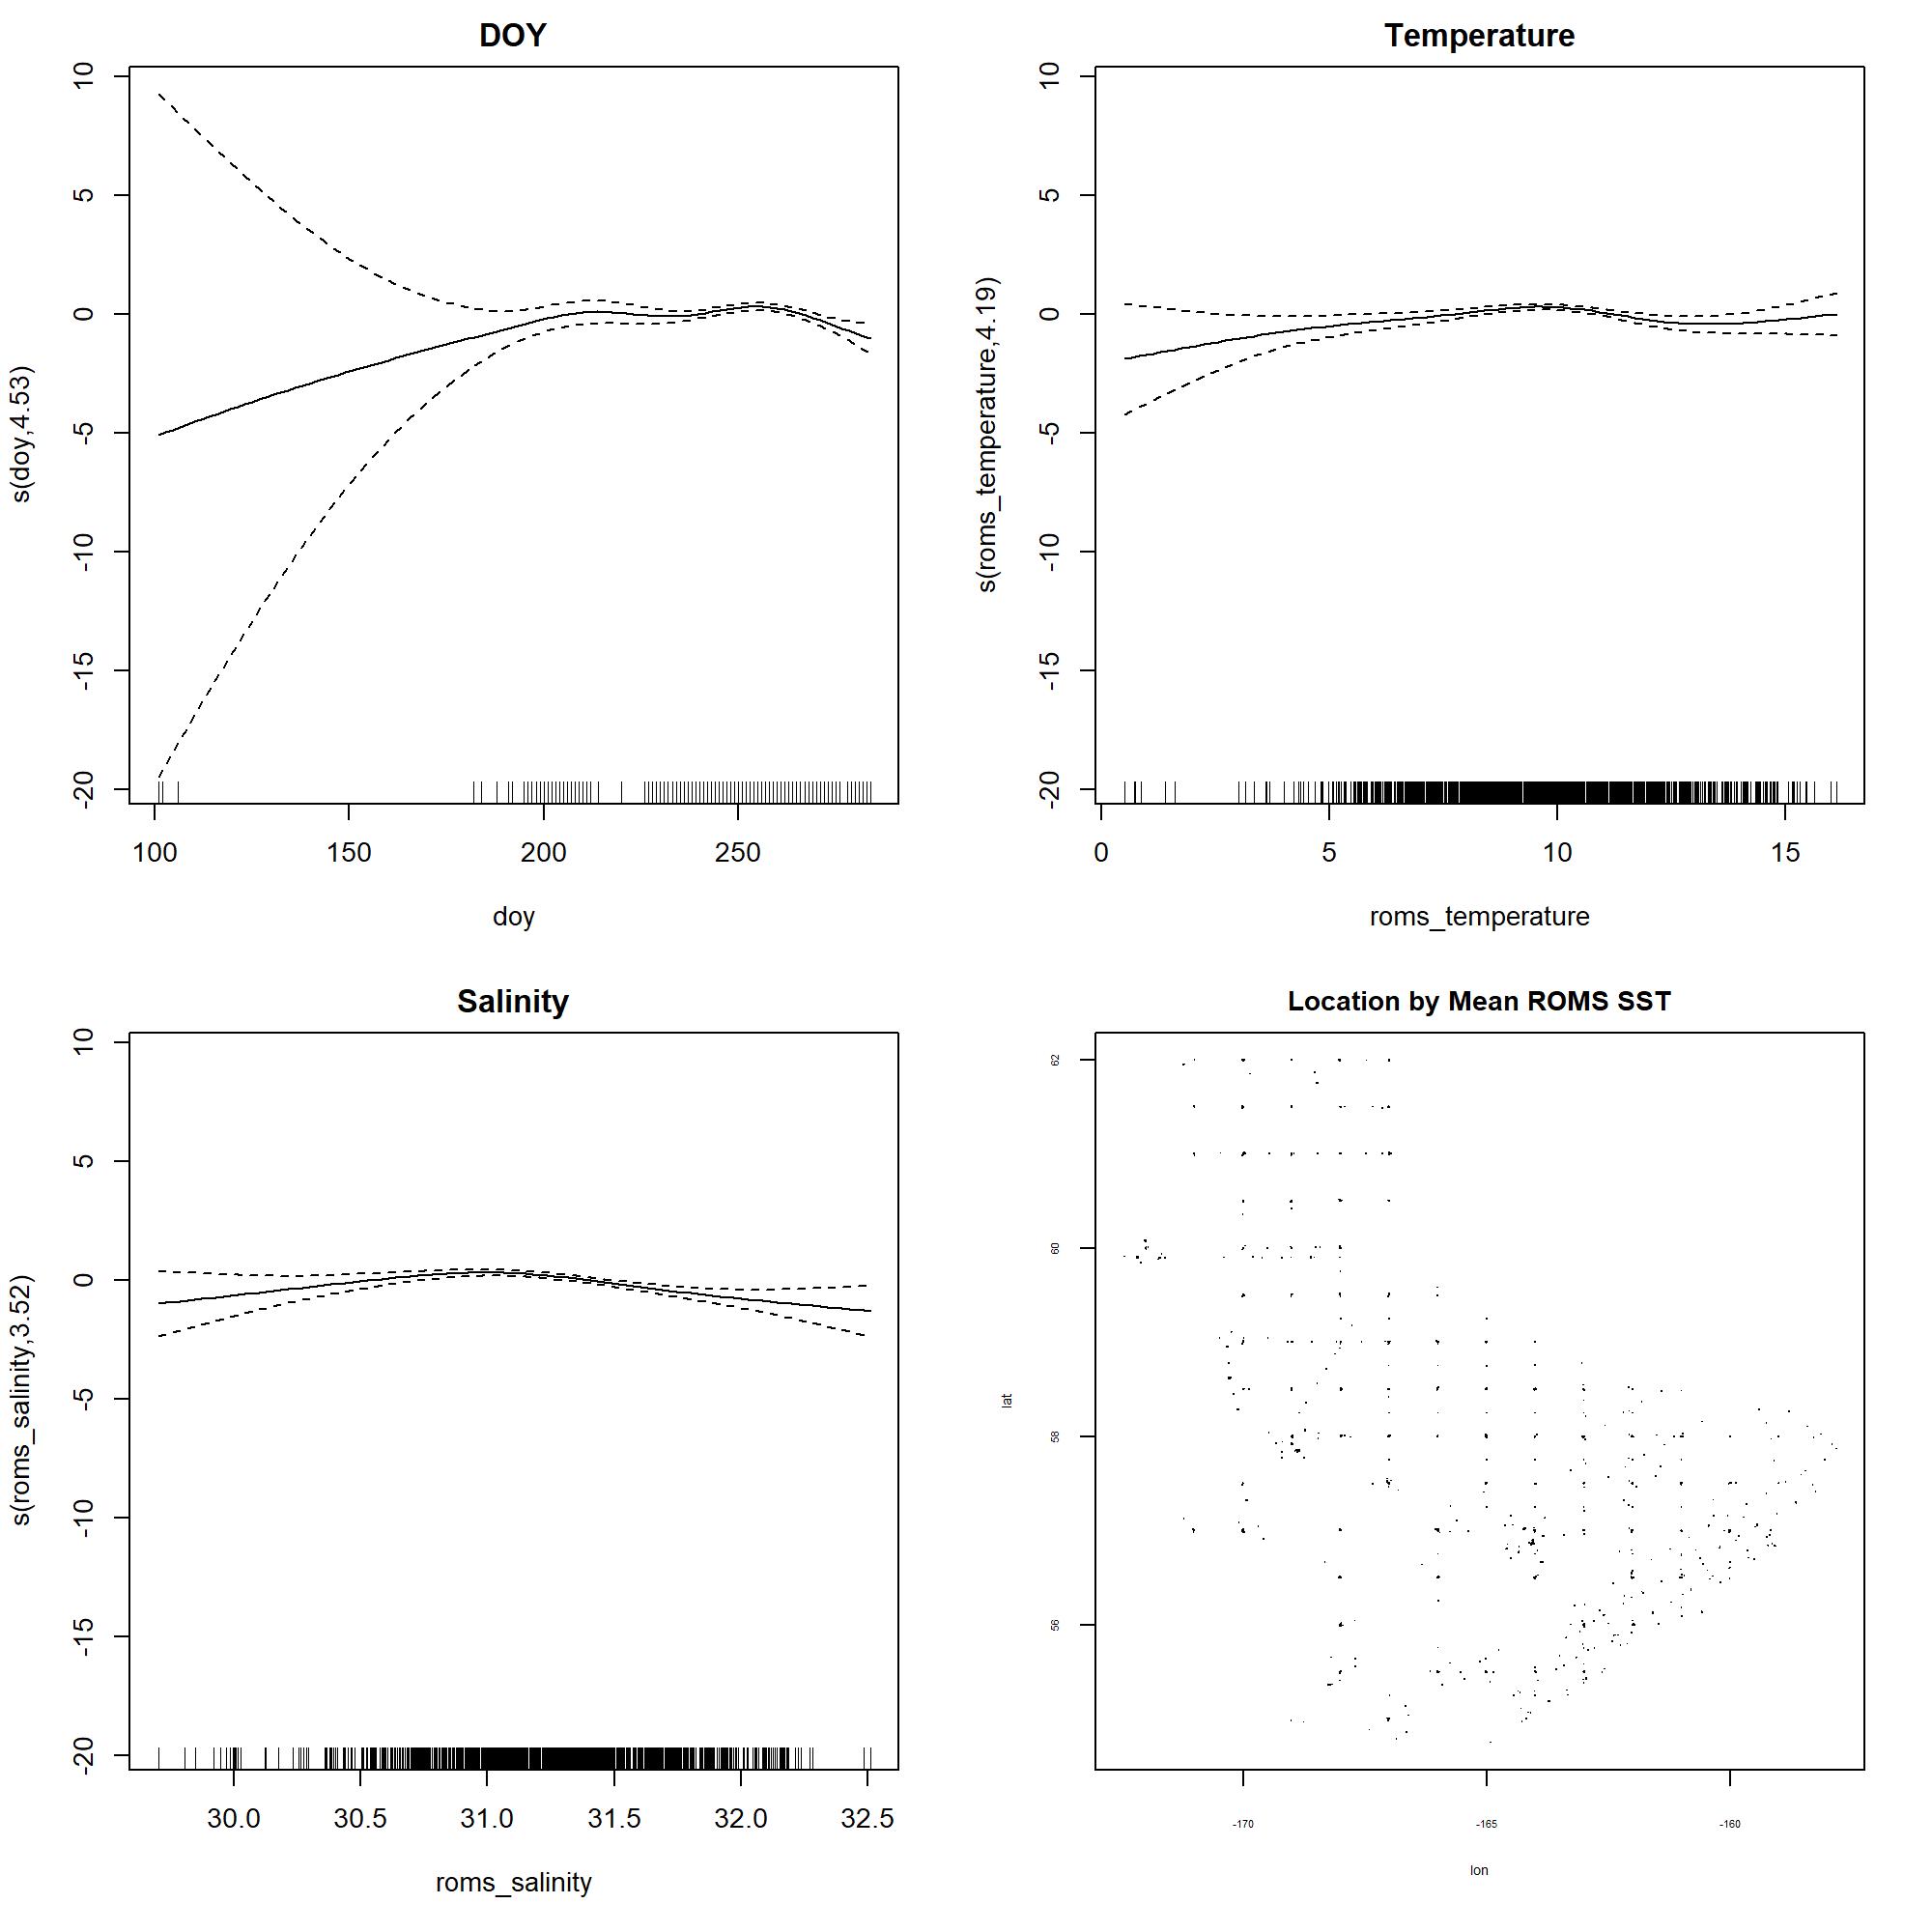 DOY
10
5
0
-5
-10
-15
-20
s(doy,4.53)
100 150 200 250
doy
Temperature
10
5
0
-5
-10
-15
-20
s(roms_temperature,4.19)
0 5 10 15
roms_temperature
Salinity
10
5
0
-5
-10
-15
-20
s(roms_salinity,3.52)
30.0 30.5 31.0 31.5 32.0 32.5
roms_salinity
Location by Mean ROMS SST
62
60
58
56
lat
-170 -165 -160
lon